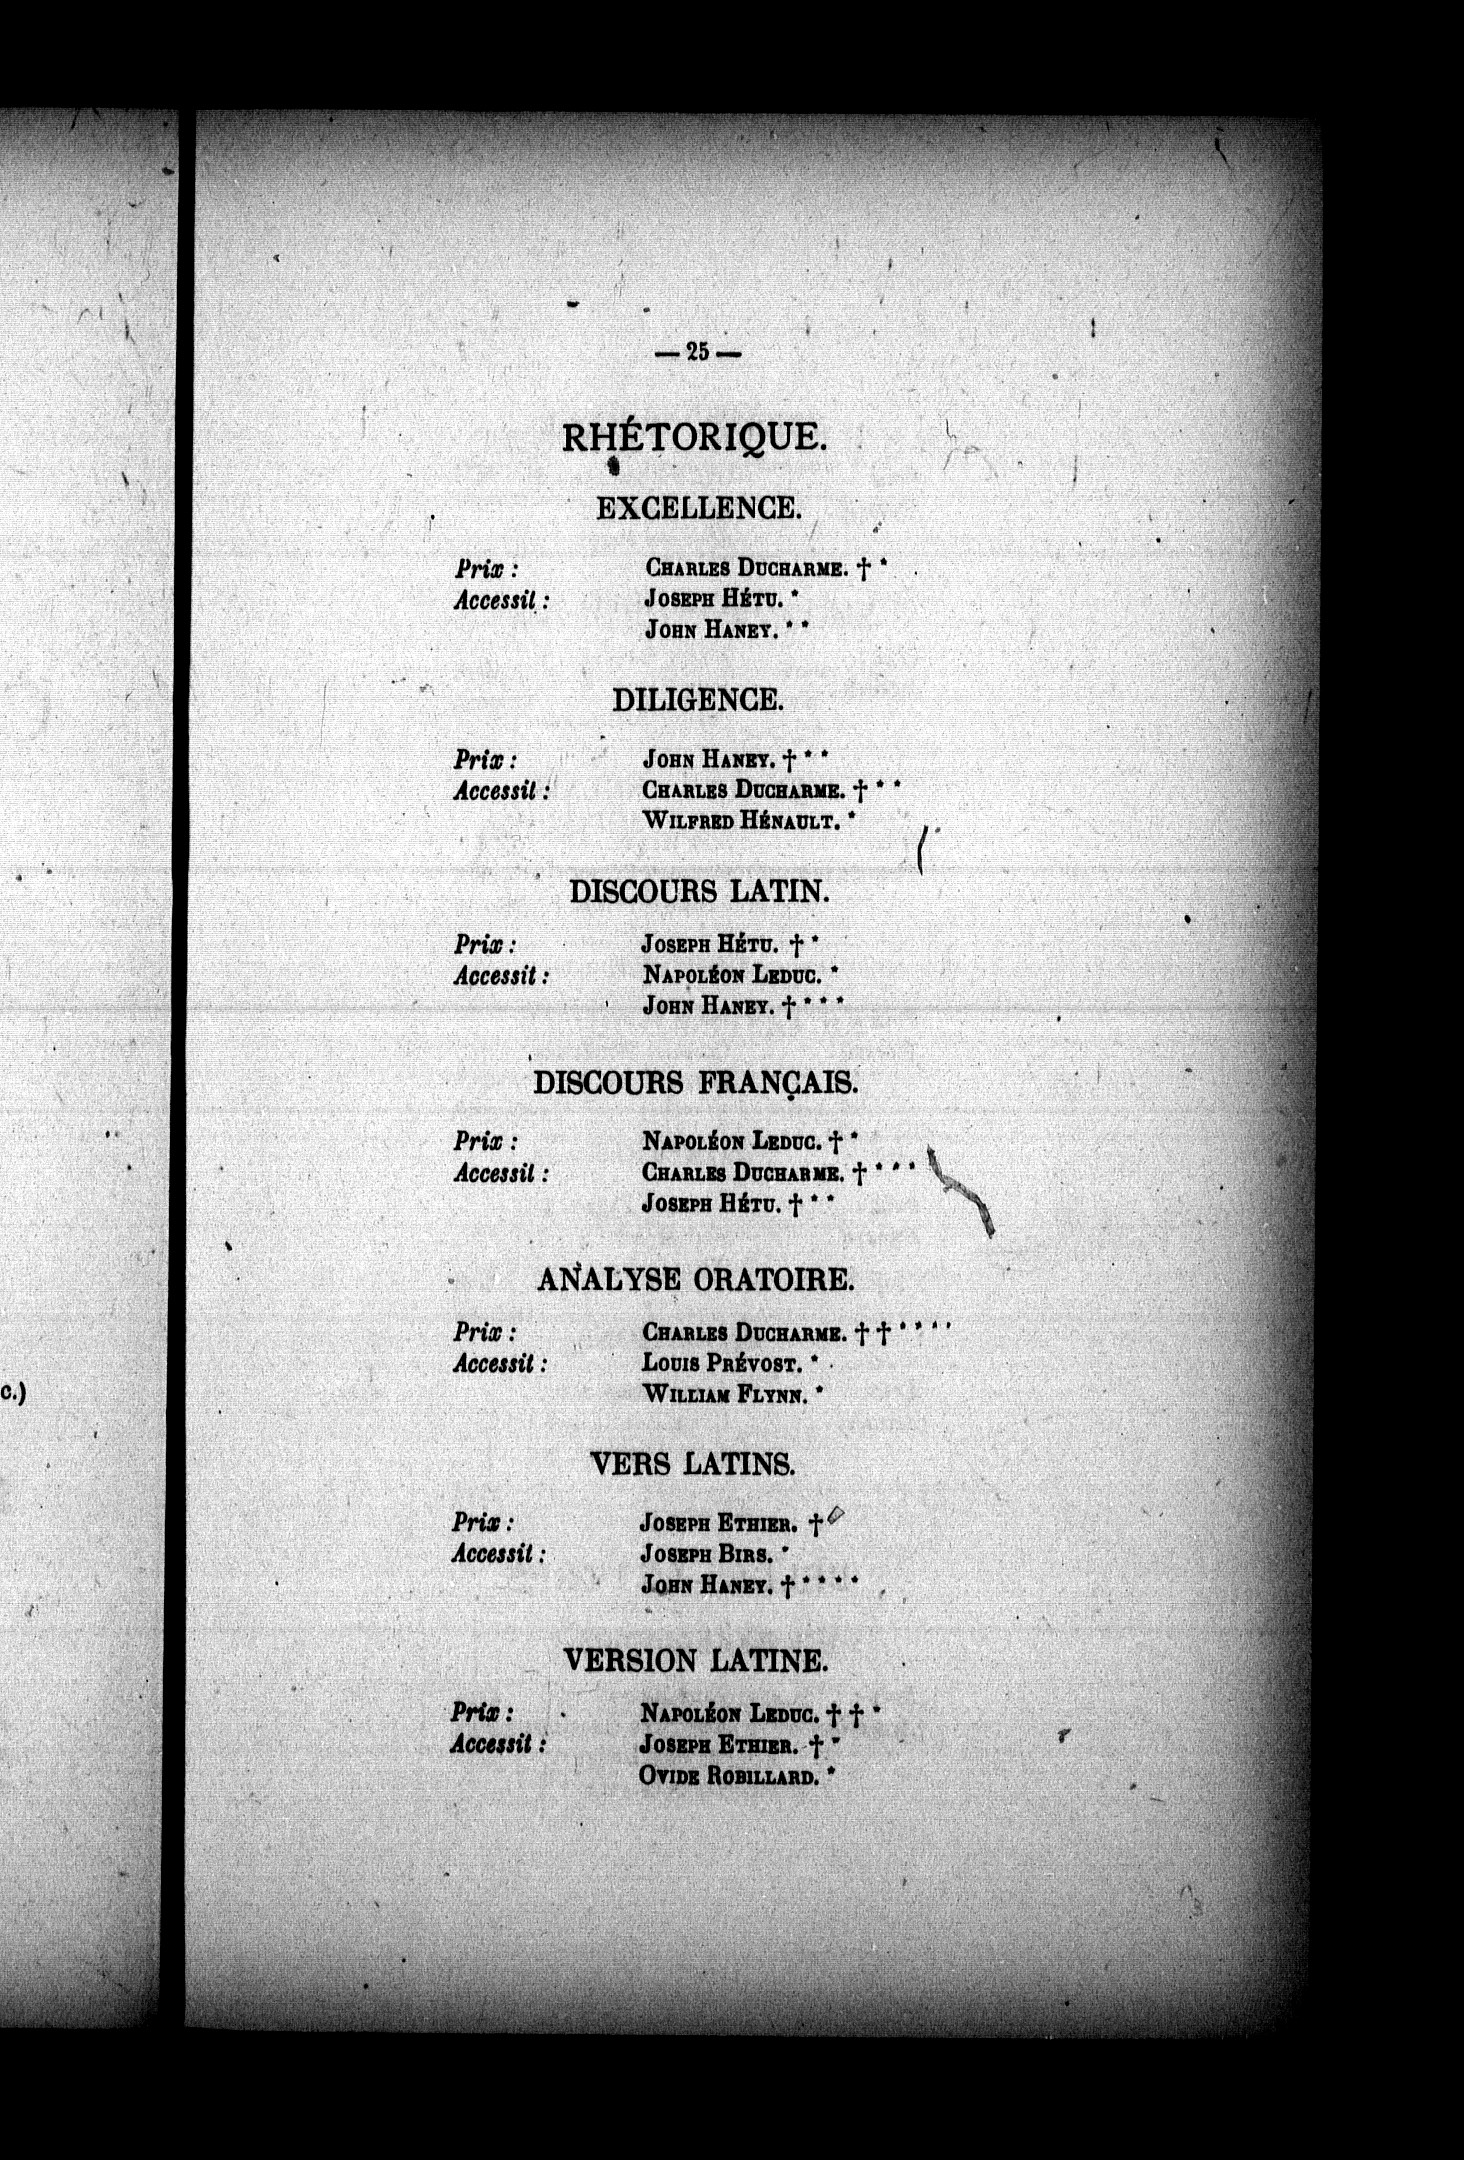 — 25 —
RHÉTORIQUE.
EXCELLENCE.
Prix : CHARLES DUCHARME. † *
Accessit : JOSEPH HÉTU. *
JOHN HANEY. * *
DILIGENCE.
Prix : JOHN HANEY. † * *
Accessit : CHARLES DUCHARME. † * *
WILFRED HÉNAULT. *
DISCOURS LATIN.
Prix : JOSEPH HÉTU. † *
Accessit : NAPOLÉON LEDUC. *
JOHN HANEY. † * * *
DISCOURS FRANÇAIS.
Prix : NAPOLÉON LEDUC. † *
Accessit : CHARLES DUCHARME. † * * *
JOSEPH HÉTU. † * *
ANALYSE ORATOIRE.
Prix : CHARLES DUCHARME. † † * * * *
c.)
Accessit : LOUIS PRÉVOST. *
WILLIAM FLYNN. *
VERS LATINS.
Prix : JOSEPH ETHIER. †
Accessit : JOSEPH BIRS. *
JOHN HANEY. † * * * *
VERSION LATINE.
Prix : NAPOLÉON LEDUC. † † *
Accessit : JOSEPH ETHIER. † *
OVIDE ROBILLARD. *